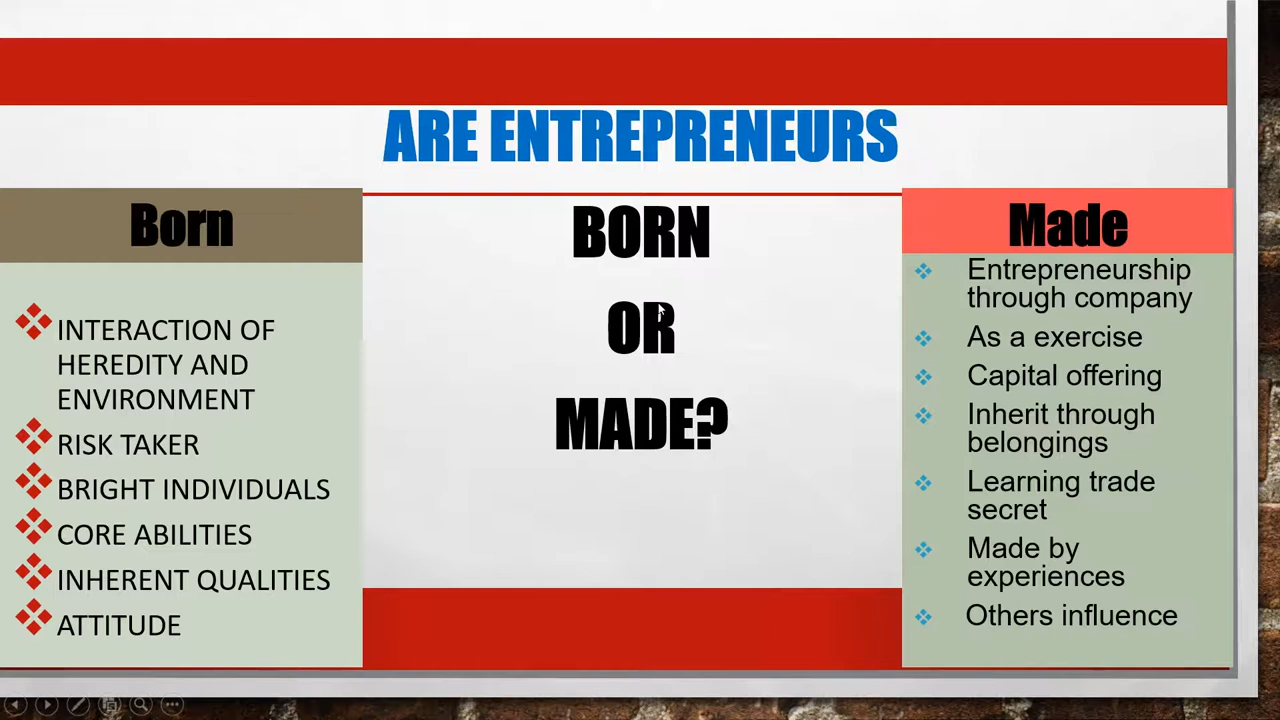 ARE ENTREPRENEURS
BORN
OR
MADE?
Born
INTERACTION OF
HEREDITY AND
ENVIRONMENT
RISK TAKER
BRIGHT INDIVIDUALS
CORE ABILITIES
INHERENT QUALITIES
ATTITUDE
Made
Entrepreneurship
through company
As a exercise
Capital offering
Inherit through
belongings
Learning trade
secret
Made by
experiences
Others influence